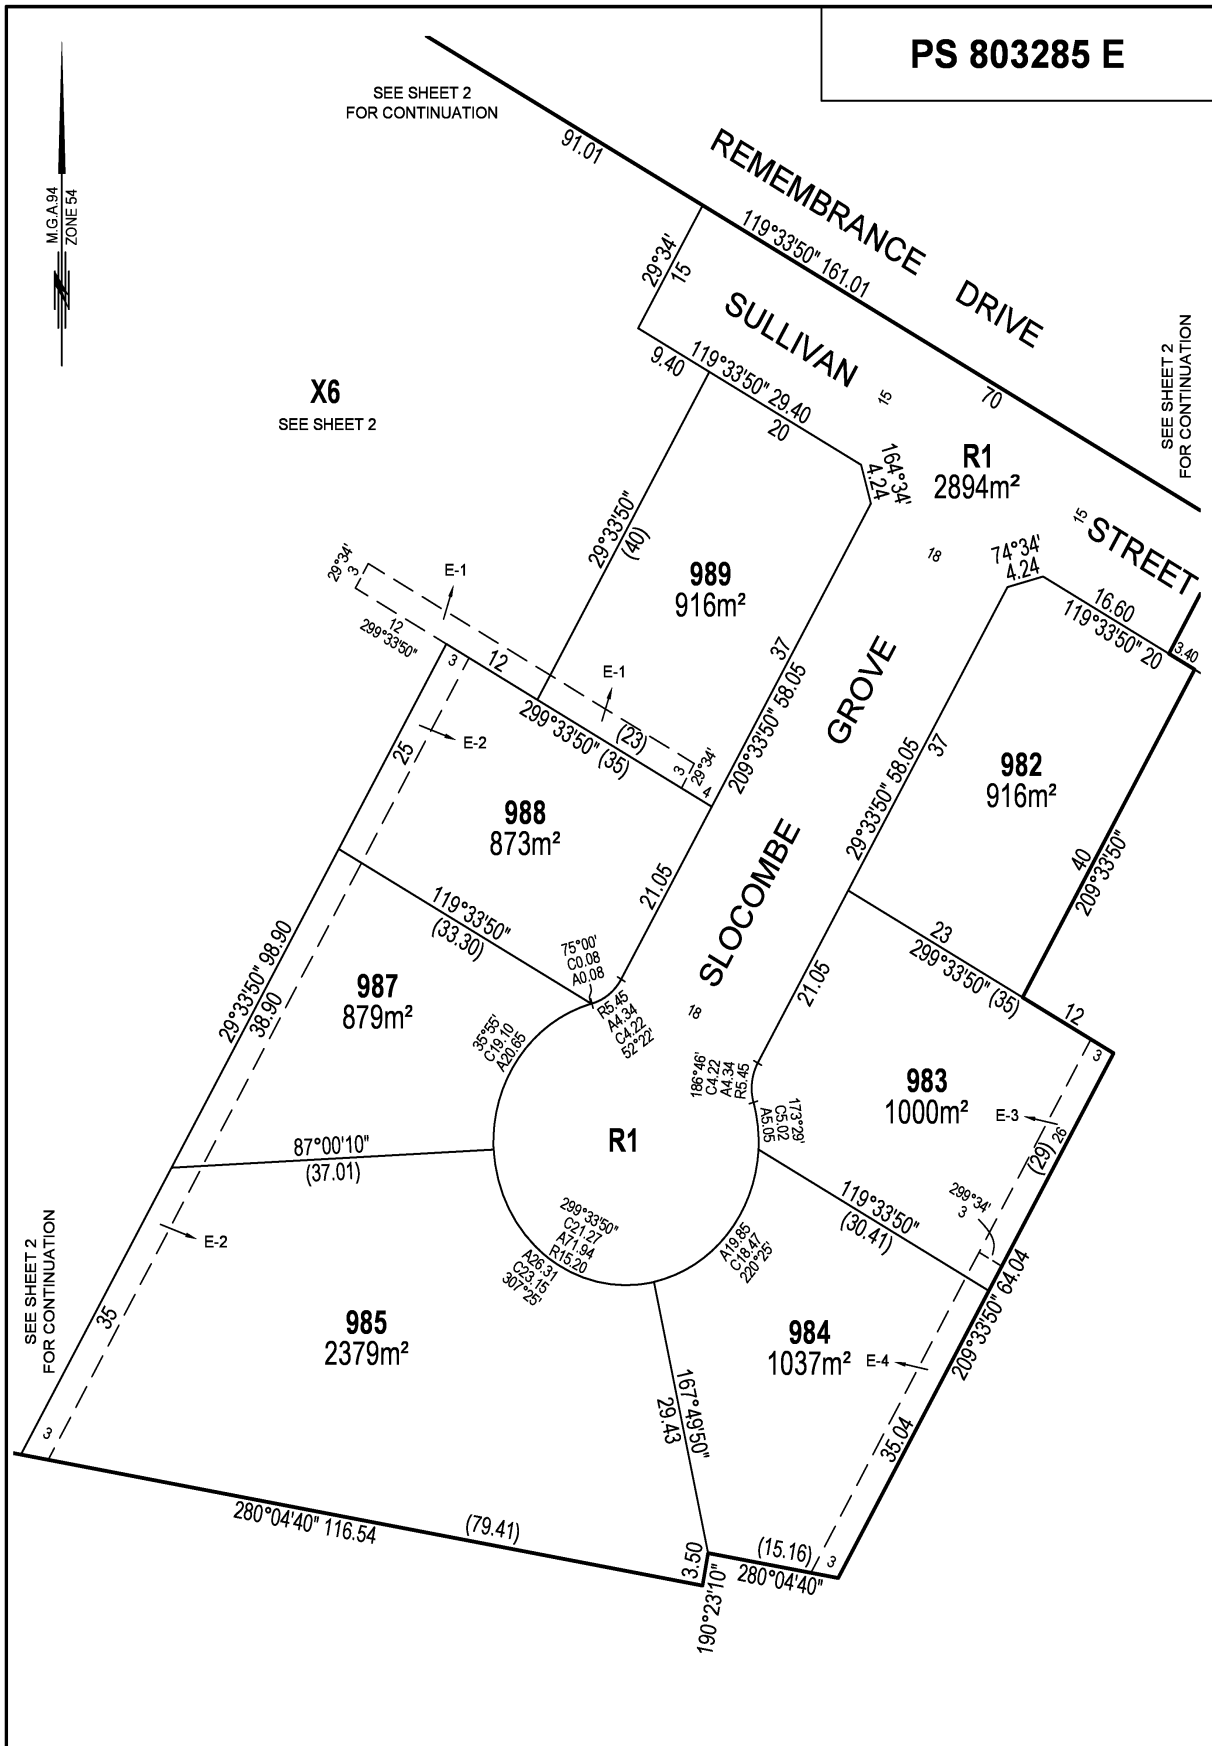 PS 803285 E
SEE SHEET 2
FOR CONTINUATION
M.G.A.94
ZONE 54
91.01
REMEMBRANCE DRIVE
119°33'50" 161.01
70
29°34'
15
SULLIVAN
STREET
15
15
SEE SHEET 2
FOR CONTINUATION
X6
SEE SHEET 2
9.40
119°33'50" 29.40
20
164°34'
4.24
R1
2894m²
18
74°34'
4.24
16.60
119°33'50" 20
3.40
29°33'50"
(40)
989
916m²
37
209°33'50" 58.05
GROVE
SLOCOMBE
29°33'50" 58.05
37
982
916m²
40
209°33'50"
29°34'
3
E-1
12
299°33'50"
3
12
E-1
(23)
299°33'50" (35)
3
29°34'
4
E-2
25
988
873m²
21.05
119°33'50"
(33.30)
75°00'
C0.08
A0.08
R5.45
A4.34
C4.22
52°22'
18
21.05
23
299°33'50" (35)
12
3
29°33'50" 98.90
38.90
987
879m²
35°55'
C19.10
A20.65
186°46'
C4.22
A4.34
R5.45
173°29'
C5.02
A5.05
983
1000m²
E-3
(29)
26
R1
87°00'10"
(37.01)
119°33'50"
(30.41)
299°34'
3
E-2
299°33'50"
C21.27
A71.94
R15.20
A26.31
C23.15
307°25'
A19.85
C18.47
220°25'
209°33'50" 64.04
SEE SHEET 2
FOR CONTINUATION
35
985
2379m²
984
1037m²
E-4
167°49'50"
29.43
35.04
3
280°04'40" 116.54
(79.41)
3.50
190°23'10"
(15.16)
3
280°04'40"